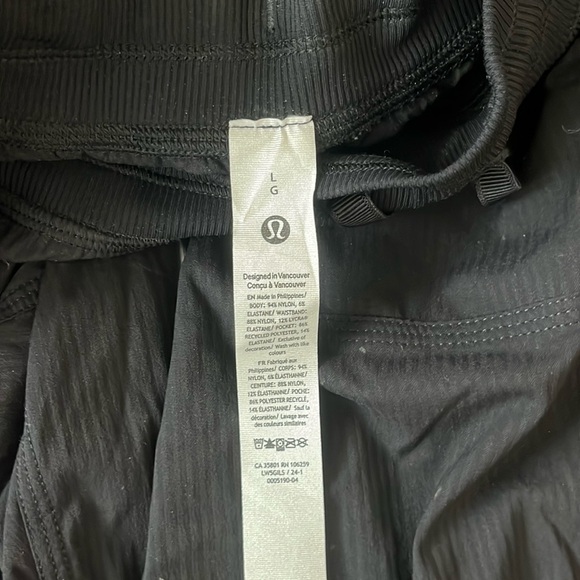 L
G
Designed in Vancouver
Conçu à Vancouver
EN Made in Philippines/
BODY: 94% NYLON, 6%
ELASTANE/ WAISTBAND:
88% NYLON, 12% LYCRA®
ELASTANE/ POCKET: 86%
RECYCLED POLYESTER, 14%
ELASTANE/ Exclusive of
decoration/ Wash with like
colours
FR Fabriqué aux
Philippines/ CORPS: 94%
NYLON, 6% ÉLASTHANNE/
CEINTURE: 88% NYLON,
12% ÉLASTHANNE/ POCHE:
86% POLYESTER RECYCLÉ,
14% ÉLASTHANNE/ Sauf la
décoration/ Lavage avec
des couleurs similaires
CA 35801 RN 106259
LW5GILS / 24-1
0005190-04